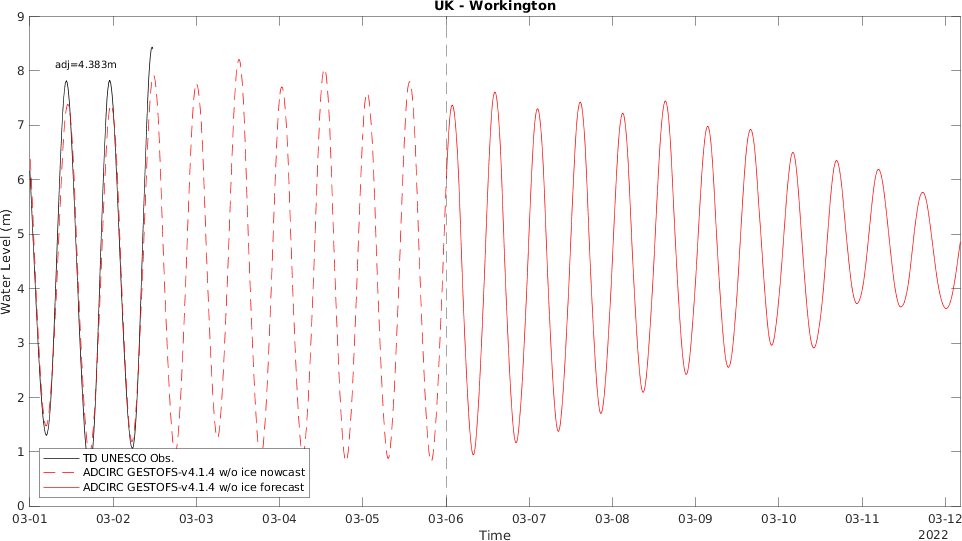 UK - Workington
9
8
7
6
5
4
3
2
1
0
Water Level (m)
adj=4.383m
TD UNESCO Obs.
ADCIRC GESTOFS-v4.1.4 w/o ice nowcast
ADCIRC GESTOFS-v4.1.4 w/o ice forecast
03-01 03-02 03-03 03-04 03-05 03-06 03-07 03-08 03-09 03-10 03-11 03-12
Time
2022